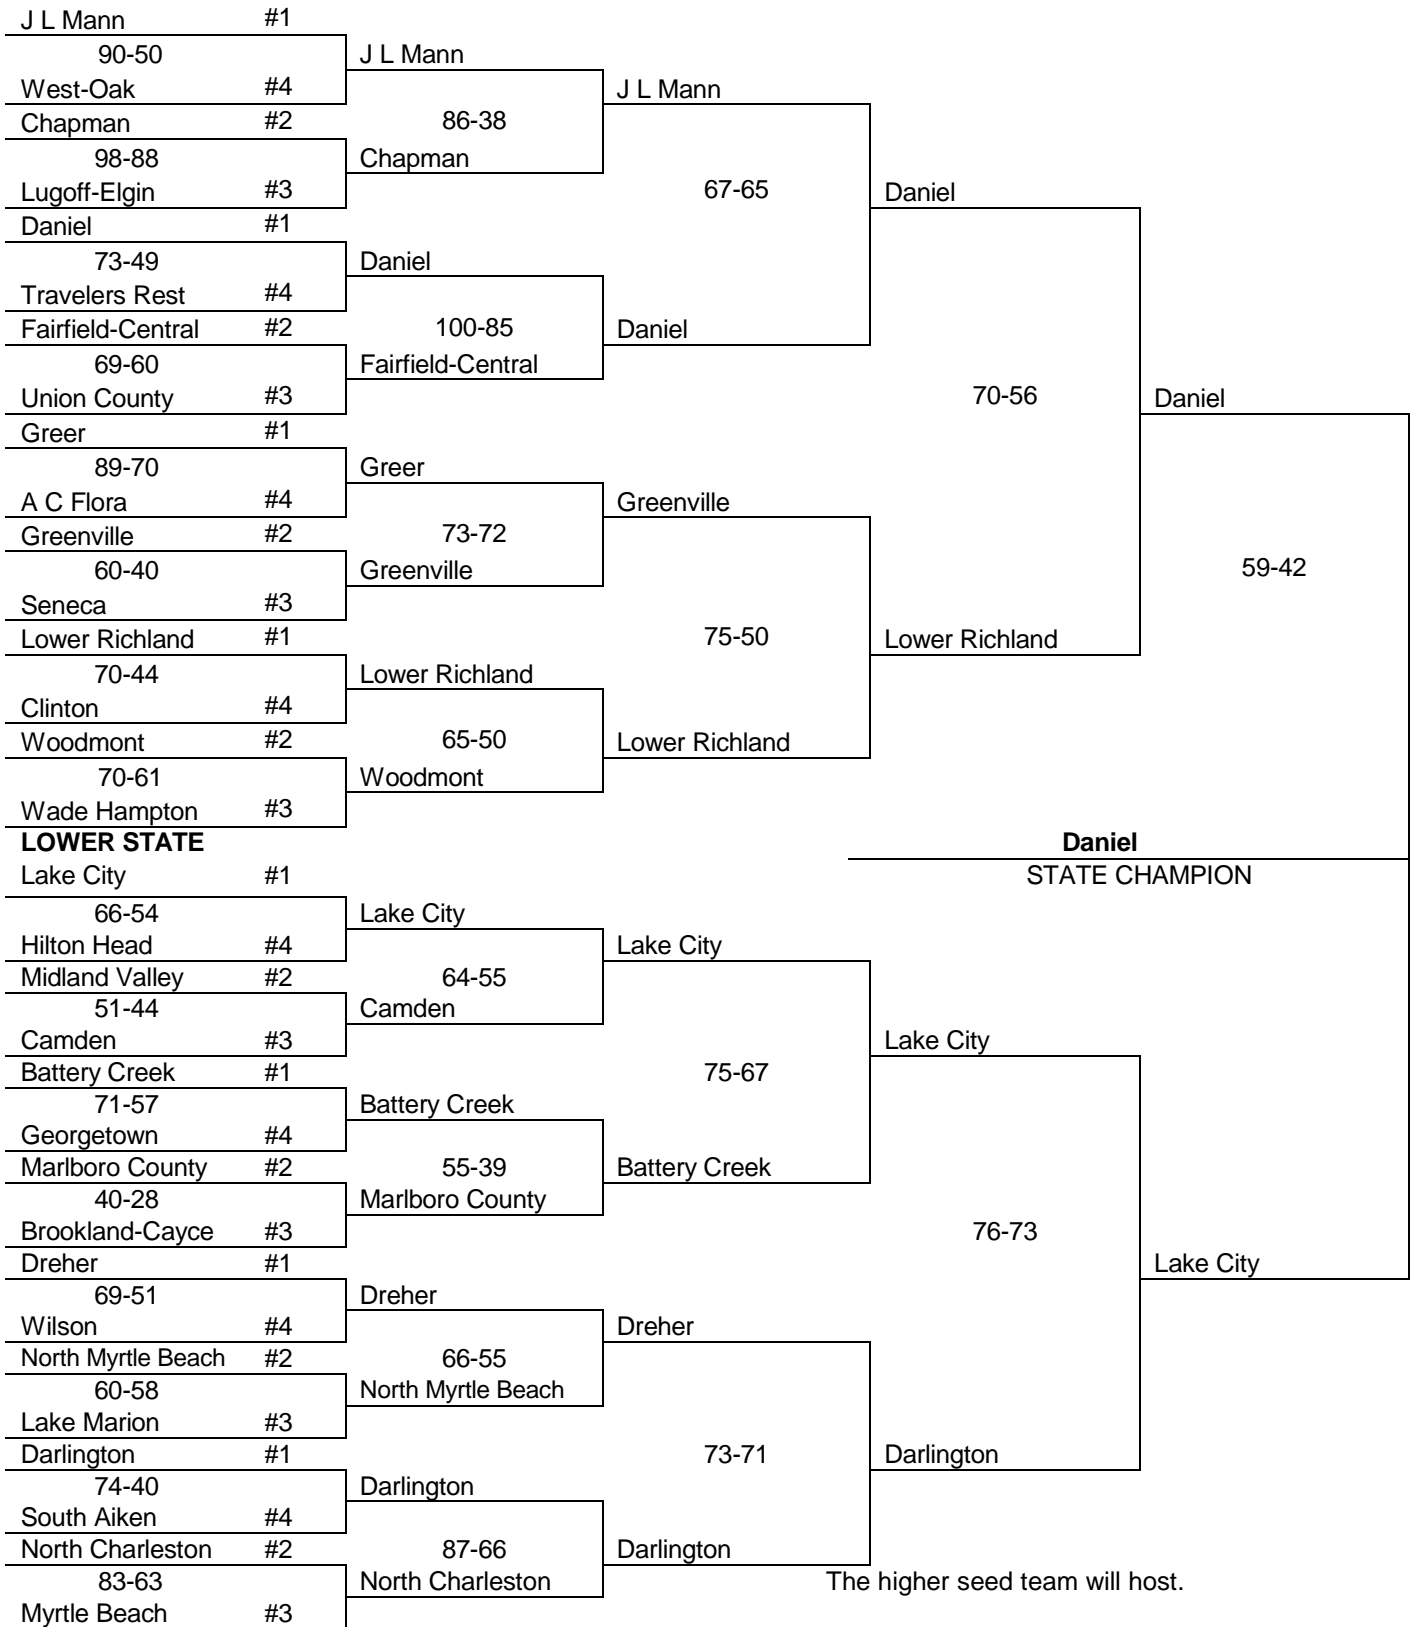 J L Mann #1
90-50 J L Mann
West-Oak #4 J L Mann
Chapman #2 86-38
98-88 Chapman
Lugoff-Elgin #3 67-65 Daniel
Daniel #1
73-49 Daniel
Travelers Rest #4
Fairfield-Central #2 100-85 Daniel
69-60 Fairfield-Central
Union County #3 70-56 Daniel
Greer #1
89-70 Greer
A C Flora #4 Greenville
Greenville #2 73-72
60-40 Greenville 59-42
Seneca #3
Lower Richland #1 75-50 Lower Richland
70-44 Lower Richland
Clinton #4
Woodmont #2 65-50 Lower Richland
70-61 Woodmont
Wade Hampton #3
LOWER STATE Daniel
Lake City #1 STATE CHAMPION
66-54 Lake City
Hilton Head #4 Lake City
Midland Valley #2 64-55
51-44 Camden
Camden #3 Lake City
Battery Creek #1 75-67
71-57 Battery Creek
Georgetown #4
Marlboro County #2 55-39 Battery Creek
40-28 Marlboro County
Brookland-Cayce #3 76-73
Dreher #1 Lake City
69-51 Dreher
Wilson #4 Dreher
North Myrtle Beach #2 66-55
60-58 North Myrtle Beach
Lake Marion #3
Darlington #1 73-71 Darlington
74-40 Darlington
South Aiken #4
North Charleston #2 87-66 Darlington
83-63 North Charleston The higher seed team will host.
Myrtle Beach #3